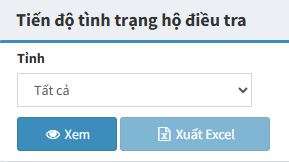 Tiến độ tình trạng hộ điều tra
Tỉnh
Tất cả
Xem
Xuất Excel